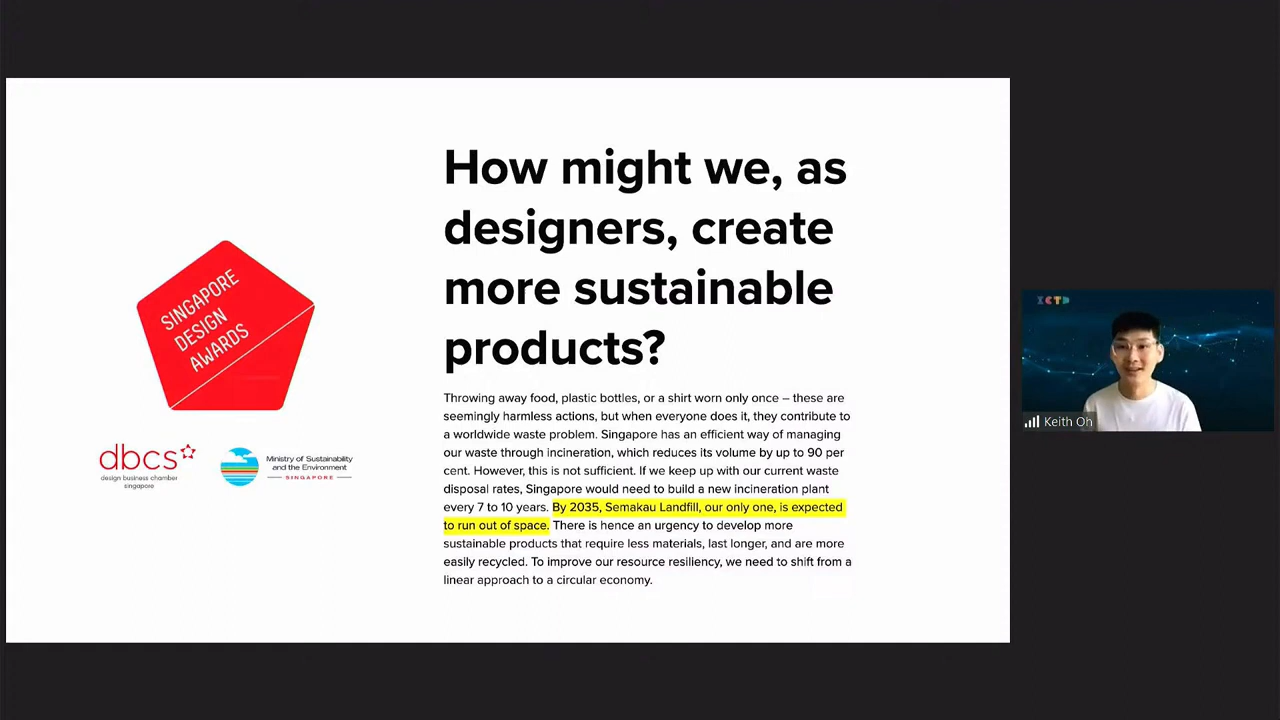 How might we, as
designers, create
more sustainable
products?
Throwing away food, plastic bottles, or a shirt worn only once – these are
seemingly harmless actions, but when everyone does it, they contribute to
a worldwide waste problem. Singapore has an efficient way of managing
our waste through incineration, which reduces its volume by up to 90 per
cent. However, this is not sufficient. If we keep up with our current waste
disposal rates, Singapore would need to build a new incineration plant
every 7 to 10 years. By 2035, Semakau Landfill, our only one, is expected
to run out of space. There is hence an urgency to develop more
sustainable products that require less materials, last longer, and are more
easily recycled. To improve our resource resiliency, we need to shift from a
linear approach to a circular economy.
SINGAPORE
DESIGN
AWARDS
dbcs
design business chamber
singapore
Ministry of Sustainability
and the Environment
SINGAPORE
ICTD
Keith Oh